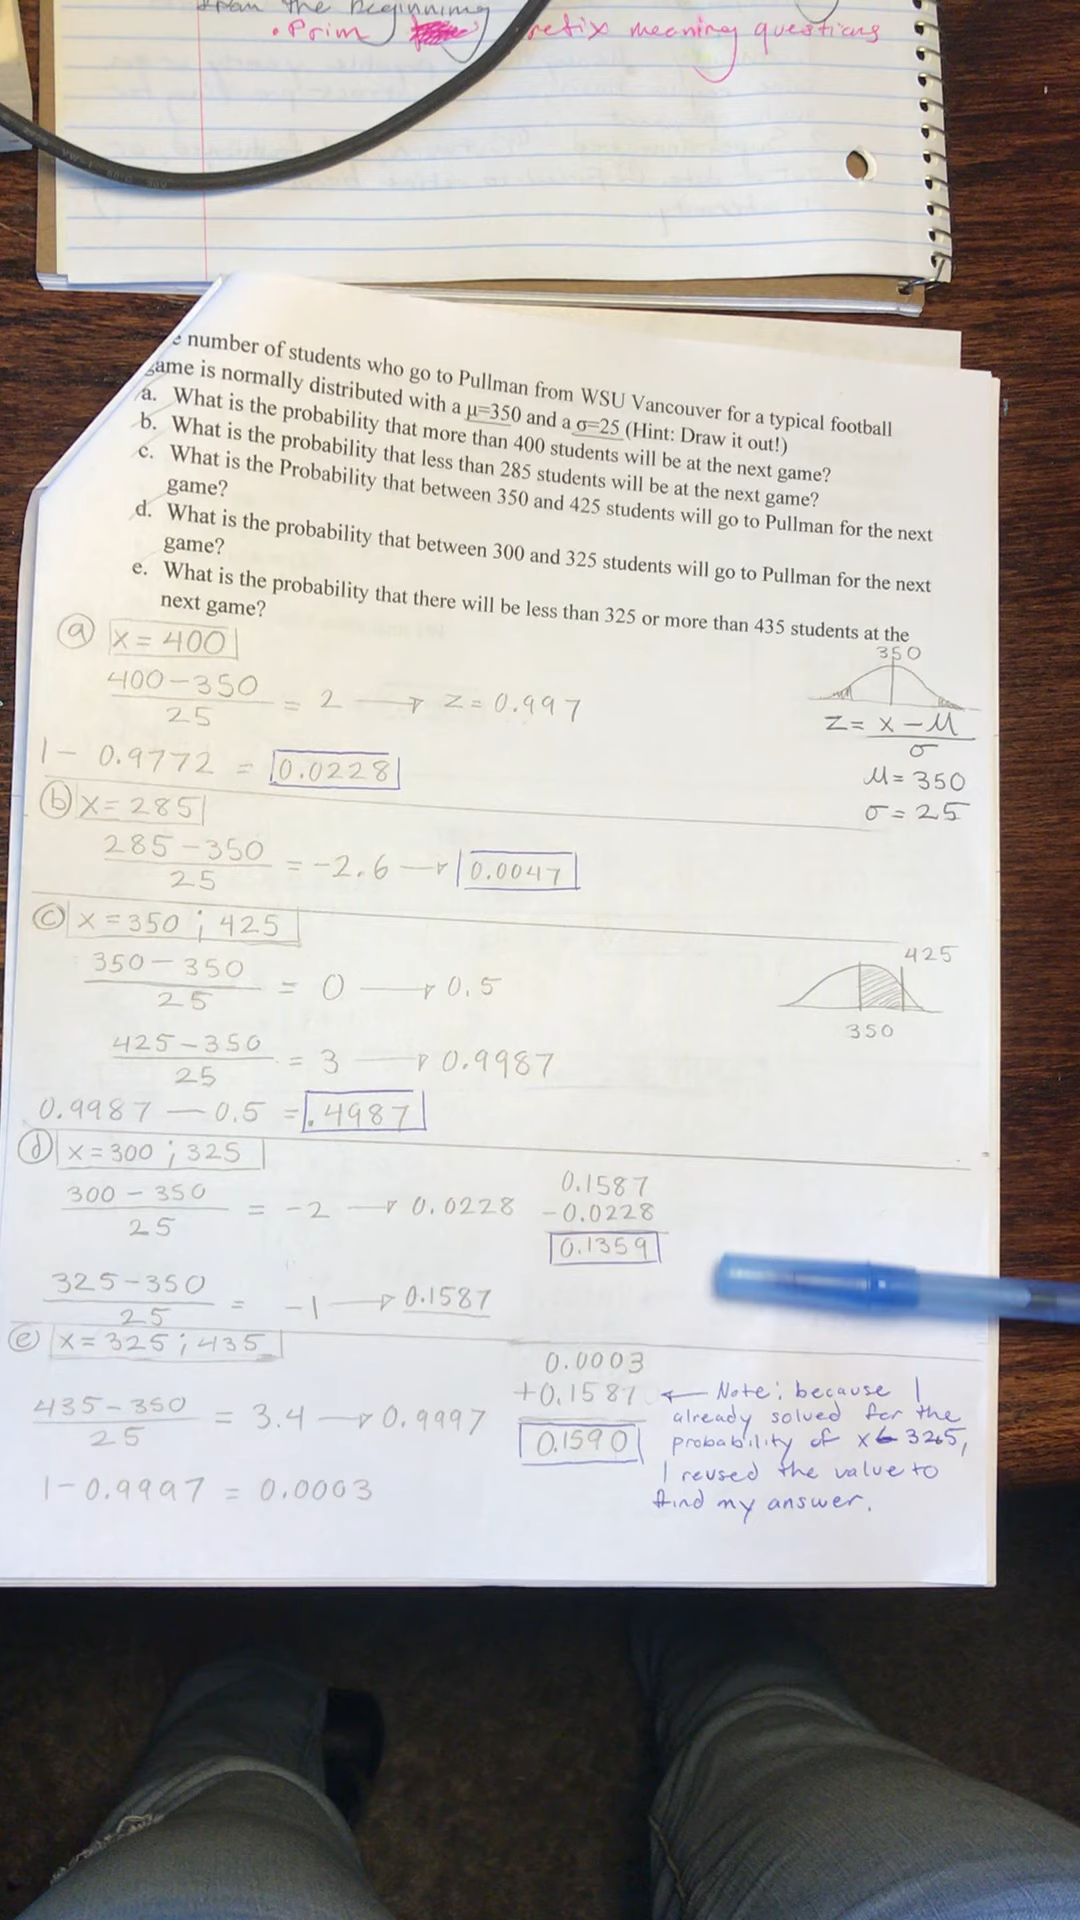 from the beginning
• Prim refix meaning questions
number of students who go to Pullman from WSU Vancouver for a typical football
game is normally distributed with a μ=350 and a σ=25 (Hint: Draw it out!)
a. What is the probability that more than 400 students will be at the next game?
b. What is the probability that less than 285 students will be at the next game?
c. What is the Probability that between 350 and 425 students will go to Pullman for the next
game?
d. What is the probability that between 300 and 325 students will go to Pullman for the next
game?
e. What is the probability that there will be less than 325 or more than 435 students at the
next game?
(a) x = 400
400-350
25
= 2 → z = 0.997
1 - 0.9772 = 0.0228
350
z = x - μ
σ
μ = 350
σ = 25
(b) x = 285
285-350
25
= -2.6 → 0.0047
(c) x = 350 ; 425
350-350
25
= 0 → 0.5
425-350
25
= 3 → 0.9987
0.9987 - 0.5 = .4987
425
350
(d) x = 300 ; 325
300 - 350
25
= -2 → 0.0228
0.1587
-0.0228
0.1359
325-350
25
= -1 → 0.1587
(e) x = 325 ; 435
435-350
25
= 3.4 → 0.9997
1-0.9997 = 0.0003
0.0003
+0.1587
0.1590
← Note: because I
already solved for the
probability of x 325,
I reused the value to
find my answer.